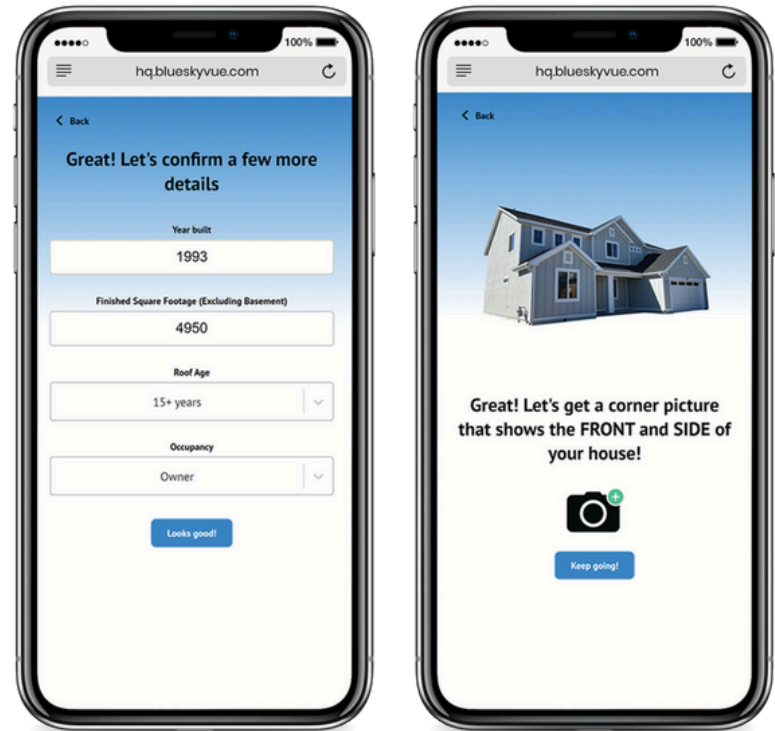 100%
hq.blueskyvue.com
Back
Great! Let's confirm a few more
details
Year built
1993
Finished Square Footage (Excluding Basement)
4950
Roof Age
15+ years
Occupancy
Owner
Looks good!
100%
hq.blueskyvue.com
Back
Great! Let's get a corner picture
that shows the FRONT and SIDE of
your house!
Keep going!